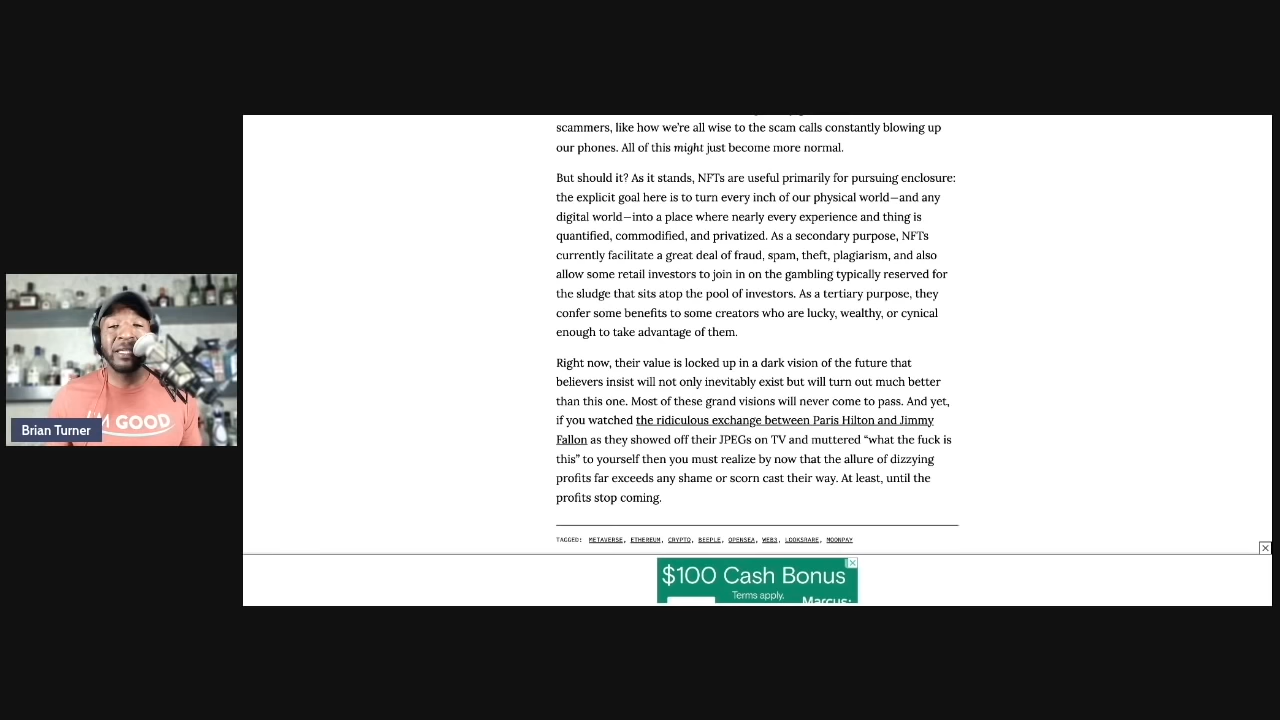 scammers, like how we're all wise to the scam calls constantly blowing up
our phones. All of this might just become more normal.
But should it? As it stands, NFTs are useful primarily for pursuing enclosure:
the explicit goal here is to turn every inch of our physical world—and any
digital world—into a place where nearly every experience and thing is
quantified, commodified, and privatized. As a secondary purpose, NFTs
currently facilitate a great deal of fraud, spam, theft, plagiarism, and also
allow some retail investors to join in on the gambling typically reserved for
the sludge that sits atop the pool of investors. As a tertiary purpose, they
confer some benefits to some creators who are lucky, wealthy, or cynical
enough to take advantage of them.
Right now, their value is locked up in a dark vision of the future that
believers insist will not only inevitably exist but will turn out much better
than this one. Most of these grand visions will never come to pass. And yet,
if you watched the ridiculous exchange between Paris Hilton and Jimmy
Fallon as they showed off their JPEGs on TV and muttered “what the fuck is
this” to yourself then you must realize by now that the allure of dizzying
profits far exceeds any shame or scorn cast their way. At least, until the
profits stop coming.
TAGGED: METAVERSE, ETHEREUM, CRYPTO, BEEPLE, OPENSEA, WEB3, LOOKSRARE, MOONPAY
$100 Cash Bonus
Terms apply.
Marcus:
I'M GOOD
Brian Turner